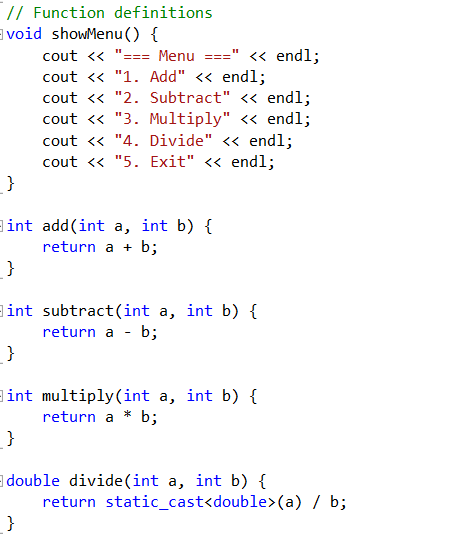 // Function definitions
void showMenu() {
    cout << "=== Menu ===" << endl;
    cout << "1. Add" << endl;
    cout << "2. Subtract" << endl;
    cout << "3. Multiply" << endl;
    cout << "4. Divide" << endl;
    cout << "5. Exit" << endl;
}

int add(int a, int b) {
    return a + b;
}

int subtract(int a, int b) {
    return a - b;
}

int multiply(int a, int b) {
    return a * b;
}

double divide(int a, int b) {
    return static_cast<double>(a) / b;
}